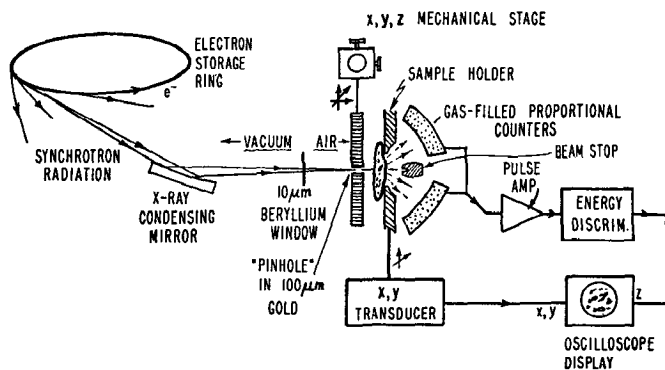 x, y, z MECHANICAL STAGE
ELECTRON
STORAGE
RING
e⁻
SAMPLE HOLDER
GAS-FILLED PROPORTIONAL
COUNTERS
VACUUM
AIR
SYNCHROTRON
RADIATION
BEAM STOP
PULSE
AMP.
X-RAY
CONDENSING
MIRROR
10μm
BERYLLIUM
WINDOW
ENERGY
DISCRIM.
"PINHOLE"
IN 100μm
GOLD
x, y
TRANSDUCER
x, y
z
OSCILLOSCOPE
DISPLAY